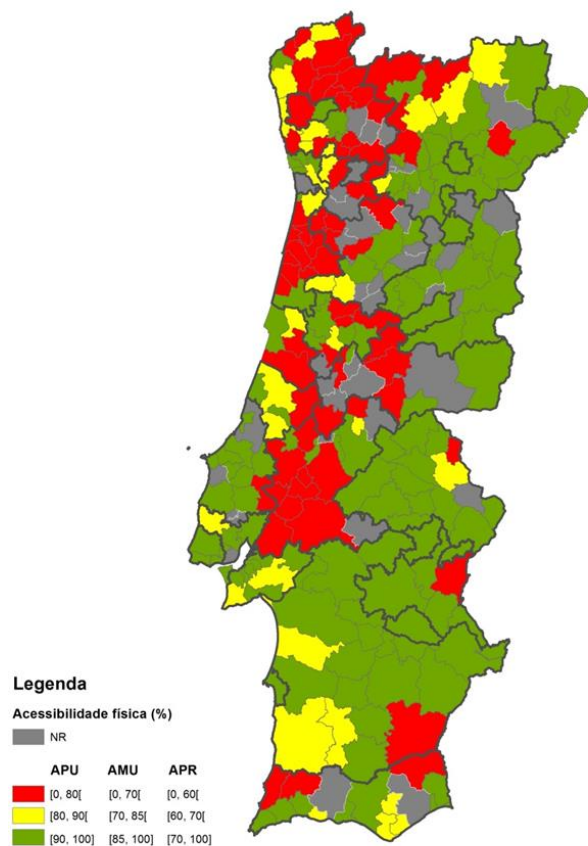 Legenda
Acessibilidade física (%)
NR
APU AMU APR
[0, 80[ [0, 70[ [0, 60[
[80, 90[ [70, 85[ [60, 70[
[90, 100] [85, 100] [70, 100]